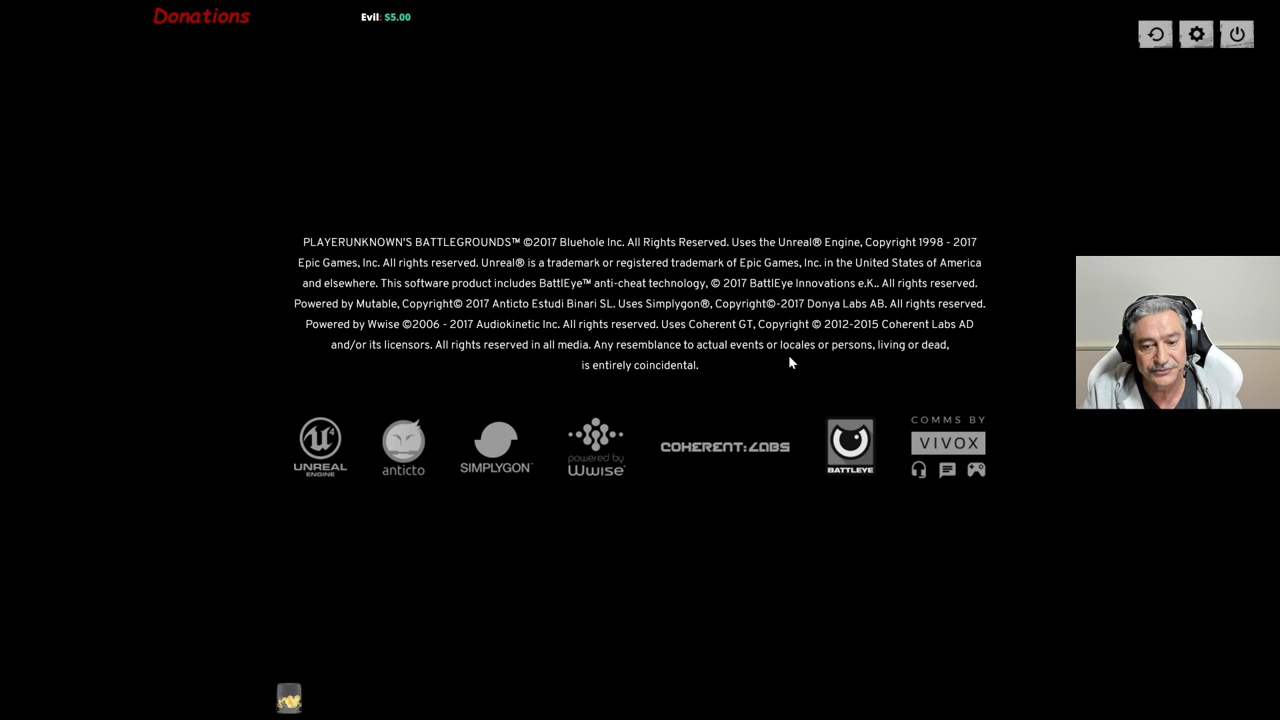 Donations
Evil: $5.00
PLAYERUNKNOWN'S BATTLEGROUNDS™ ©2017 Bluehole Inc. All Rights Reserved. Uses the Unreal® Engine, Copyright 1998 - 2017
Epic Games, Inc. All rights reserved. Unreal® is a trademark or registered trademark of Epic Games, Inc. in the United States of America
and elsewhere. This software product includes BattlEye™ anti-cheat technology, © 2017 BattlEye Innovations e.K.. All rights reserved.
Powered by Mutable, Copyright© 2017 Anticto Estudi Binari SL. Uses Simplygon®, Copyright©-2017 Donya Labs AB. All rights reserved.
Powered by Wwise ©2006 - 2017 Audiokinetic Inc. All rights reserved. Uses Coherent GT, Copyright © 2012-2015 Coherent Labs AD
and/or its licensors. All rights reserved in all media. Any resemblance to actual events or locales or persons, living or dead,
is entirely coincidental.
UNREAL
ENGINE
4
anticto
SIMPLYGON
powered by
Wwise
COHERENT:LABS
BATTLEYE
COMMS BY
VIVOX